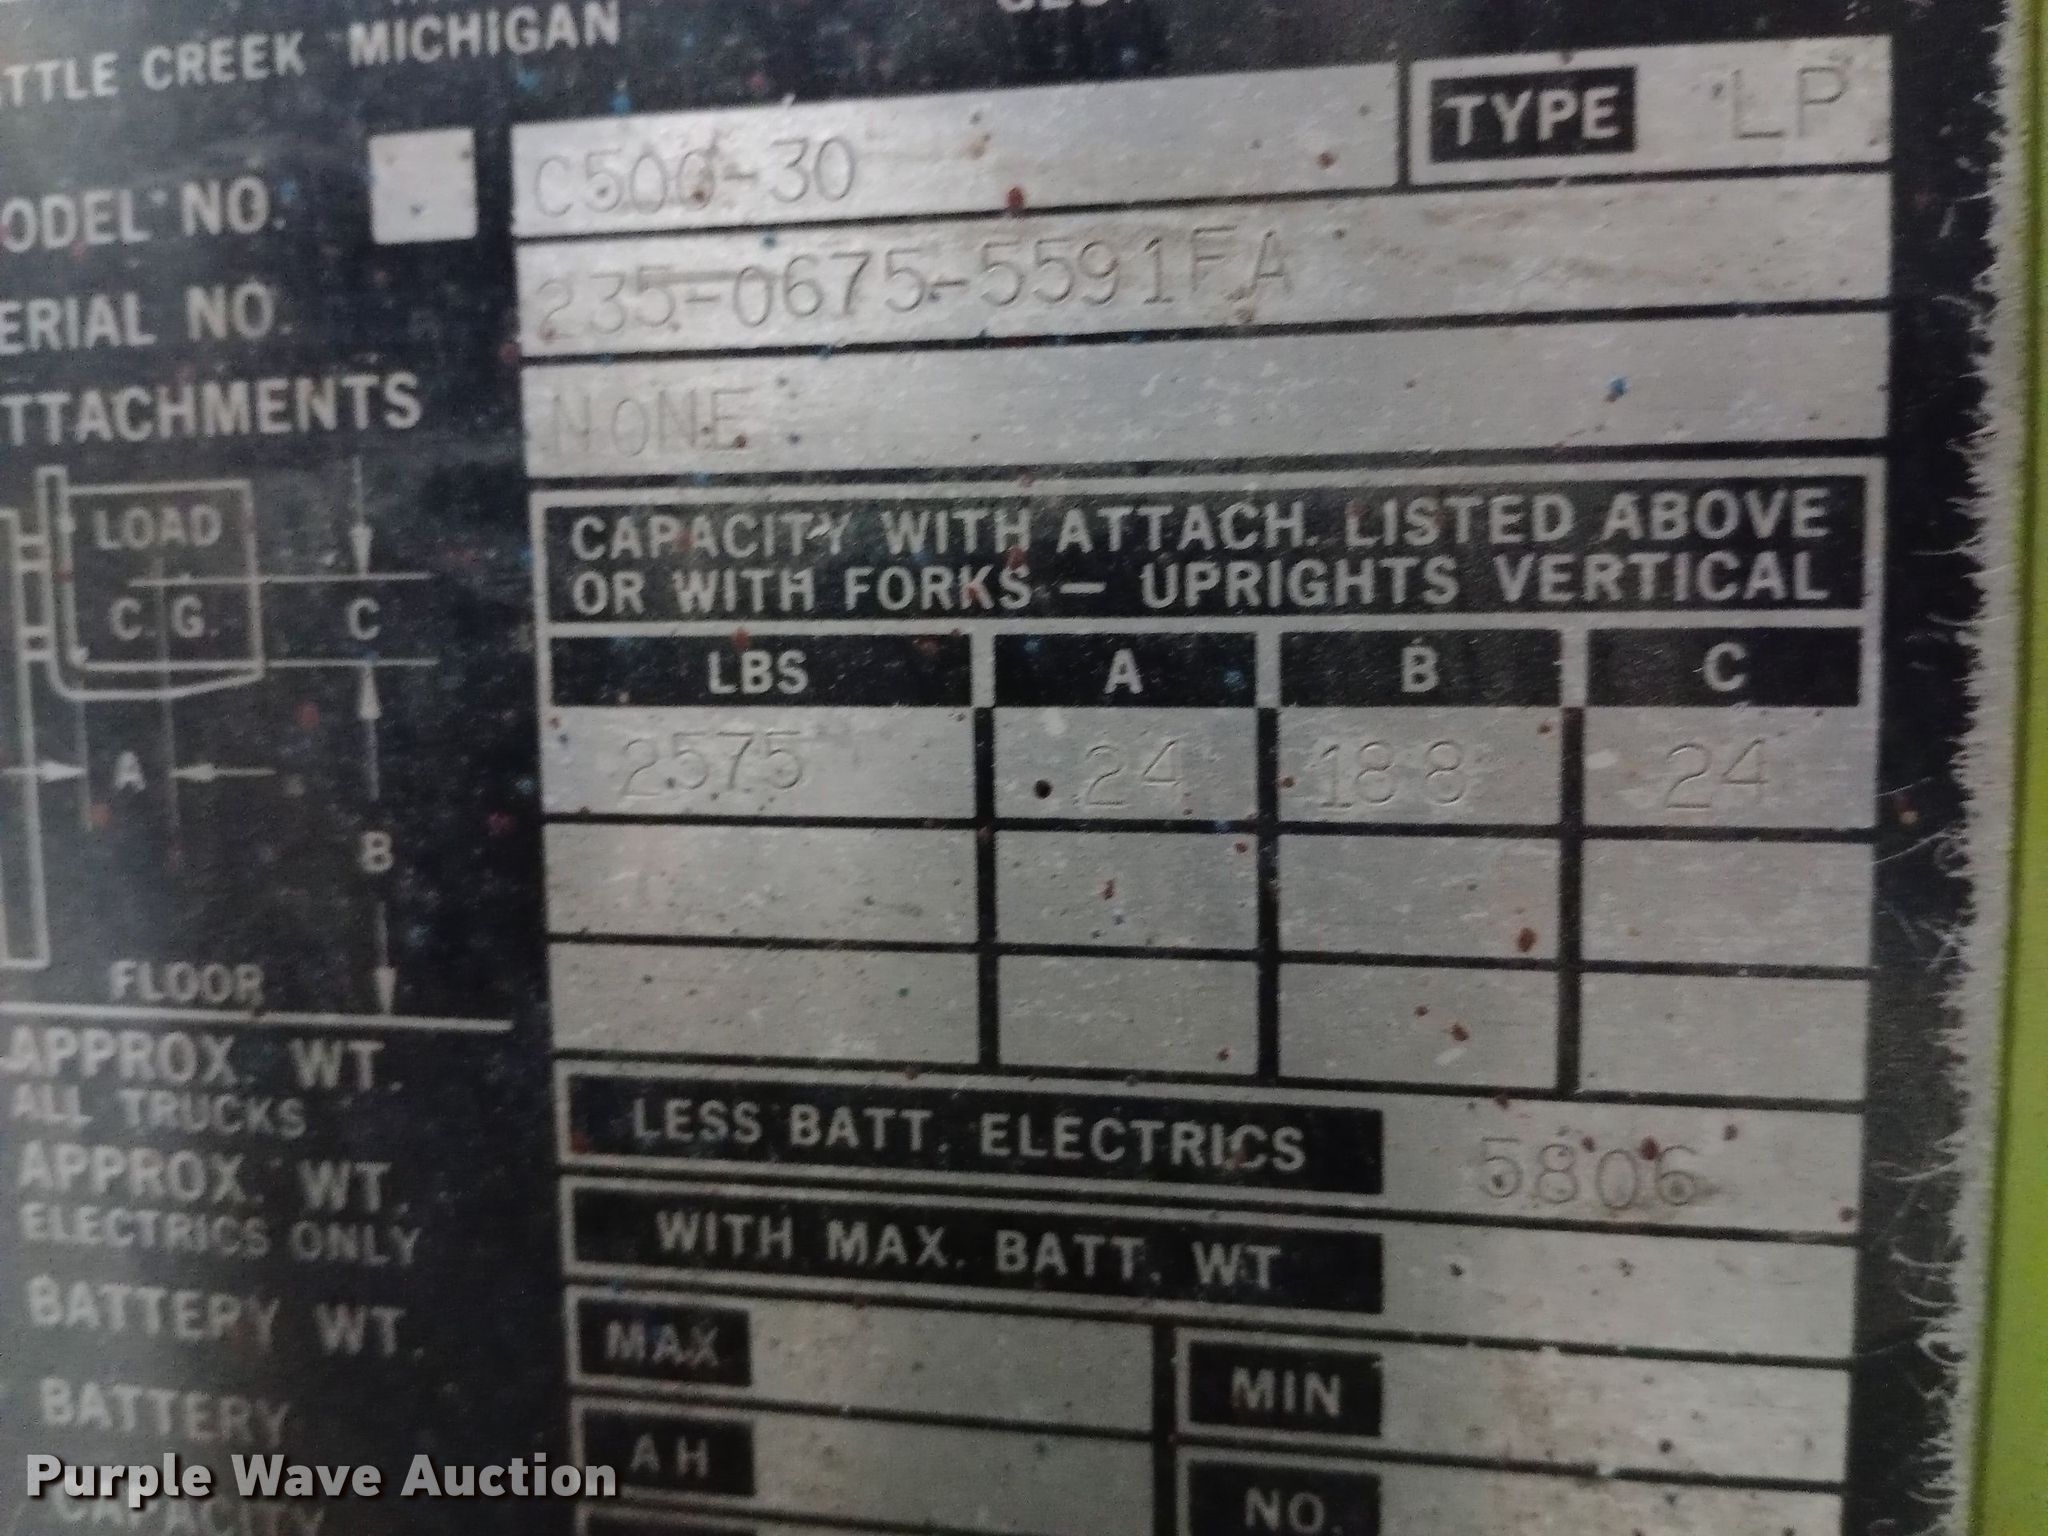 TTLE CREEK MICHIGAN
TYPE LP
ODEL NO. C500-30
ERIAL NO. 235-0675-5591FA
TTACHMENTS NONE
LOAD
C.G.
C
A
B
FLOOR
CAPACITY WITH ATTACH. LISTED ABOVE
OR WITH FORKS — UPRIGHTS VERTICAL
LBS A B C
2575 24 188 24
APPROX. WT.
ALL TRUCKS
LESS BATT. ELECTRICS 5806
APPROX. WT.
ELECTRICS ONLY
WITH MAX. BATT. WT
BATTERY WT.
MAX
MIN
BATTERY
CAPACITY
AH
NO.
Purple Wave Auction